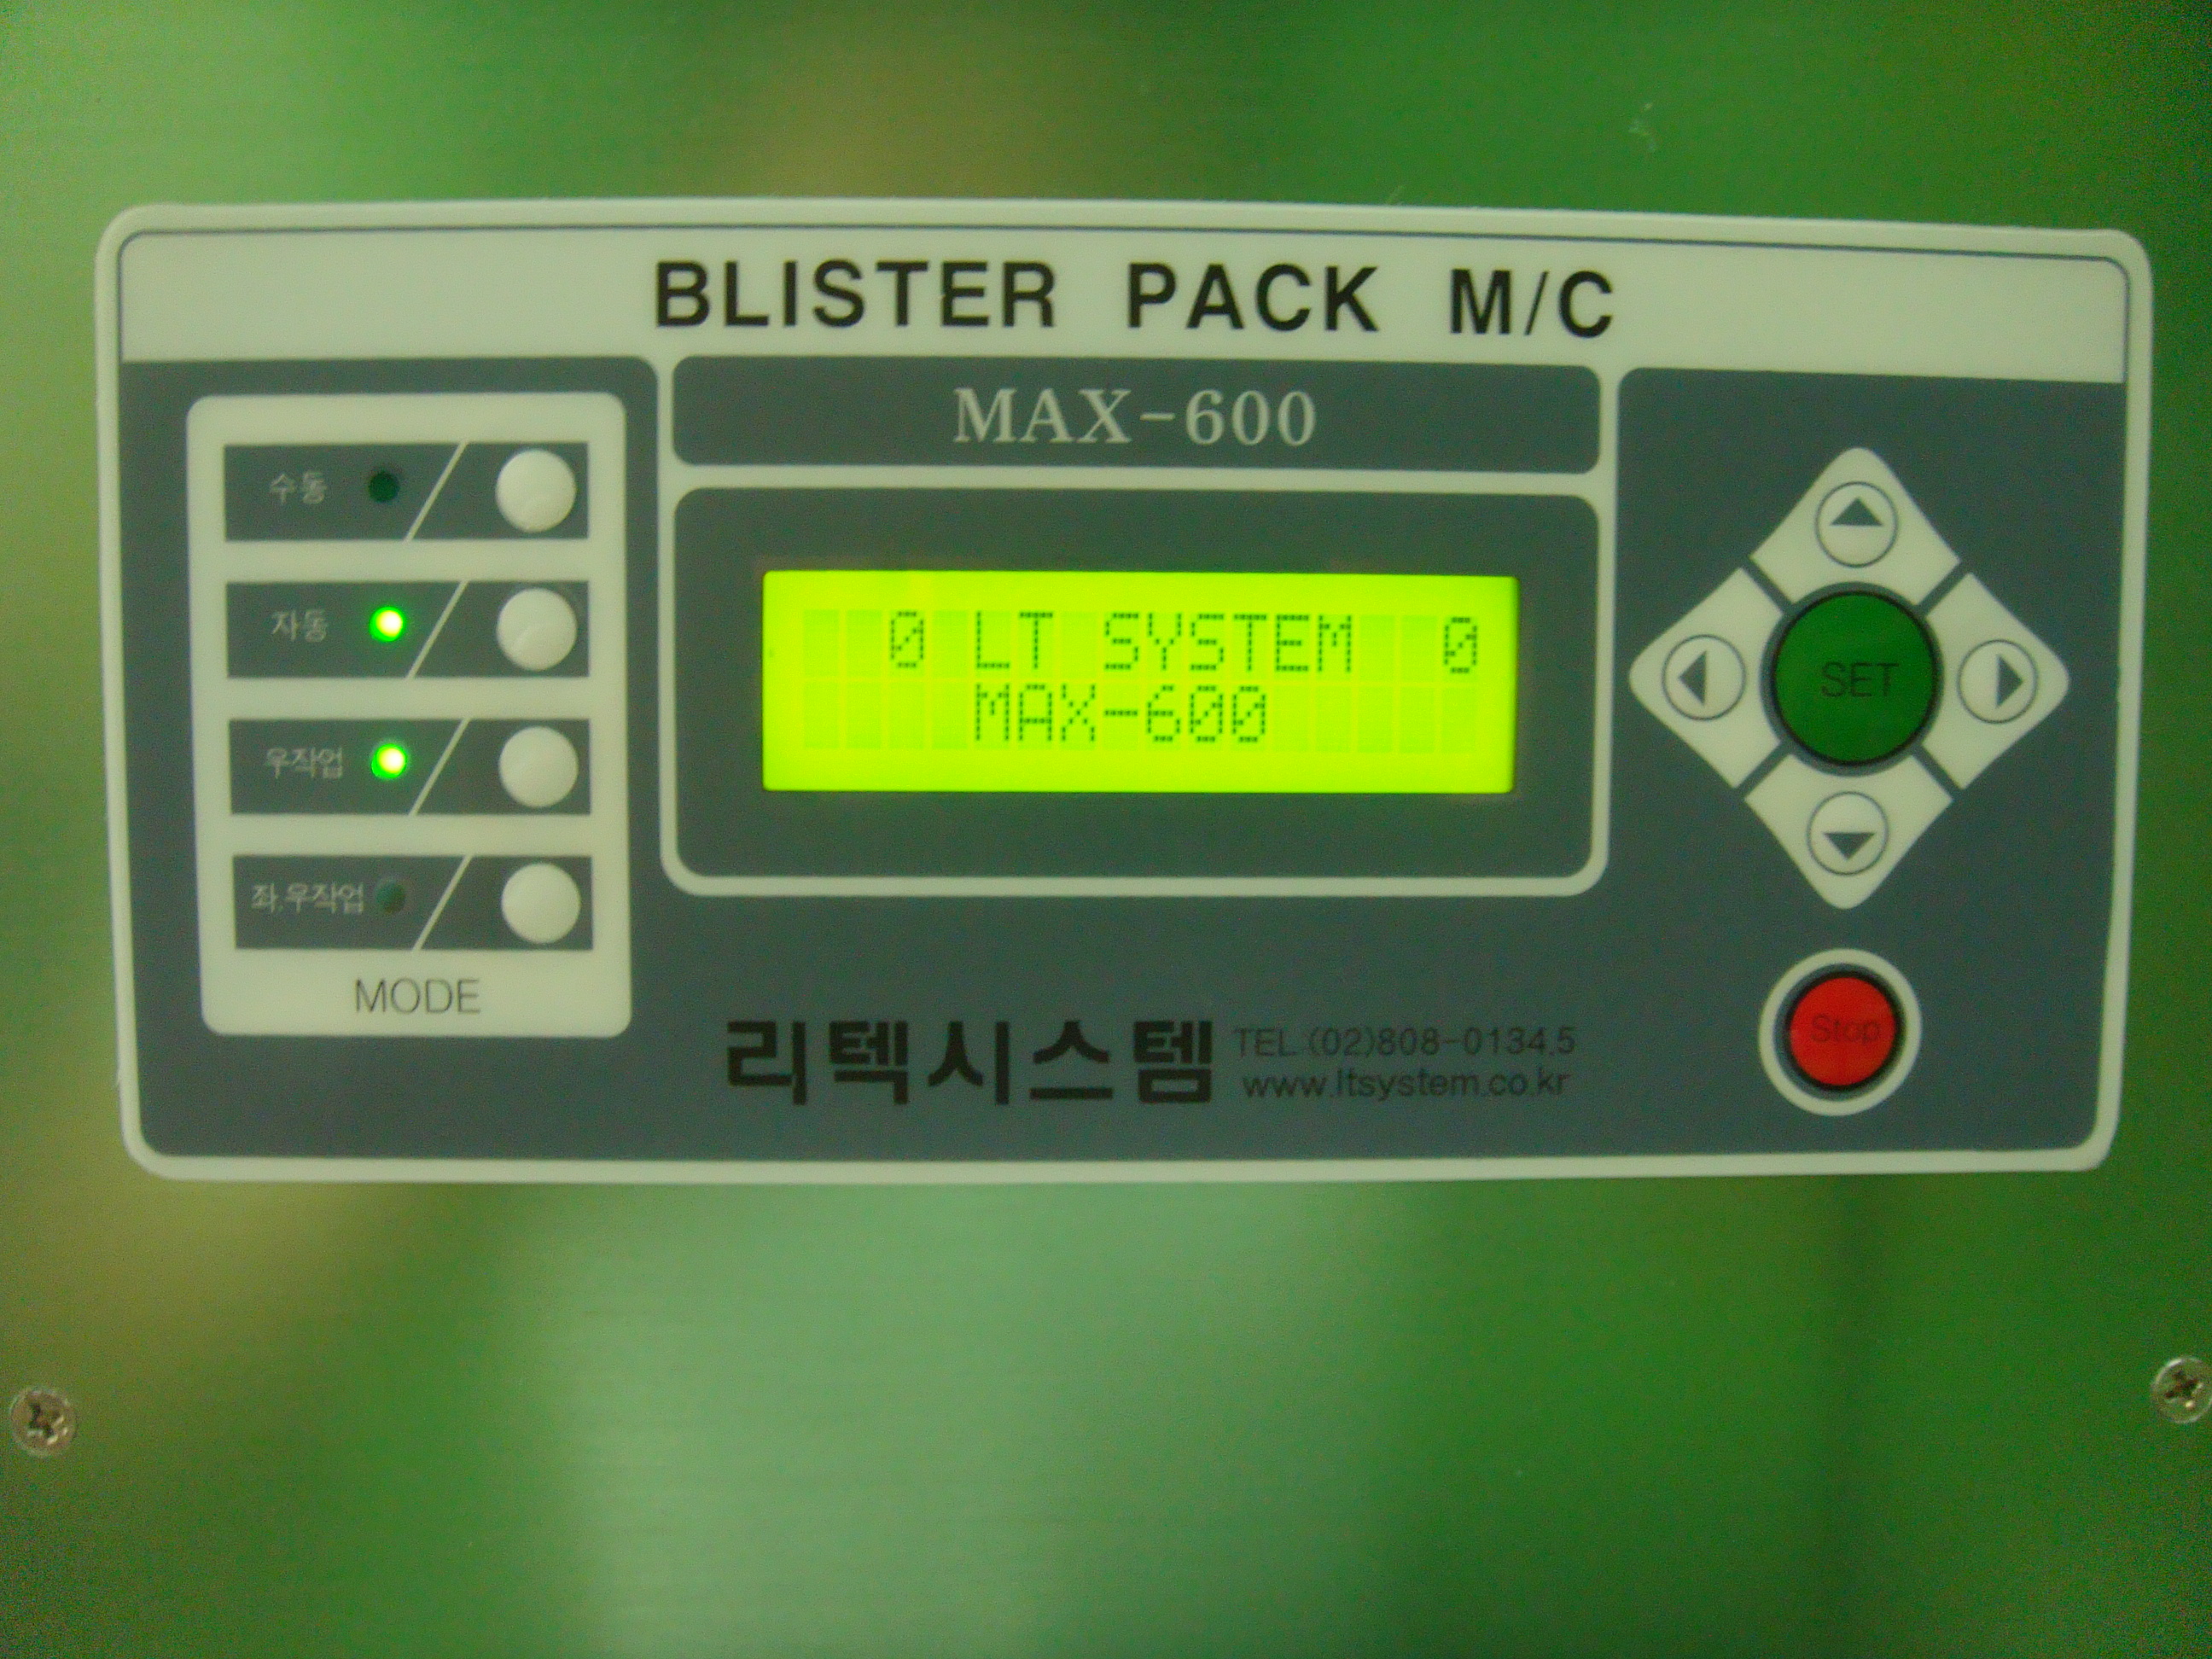 BLISTER PACK M/C
MAX-600
수동
자동
우작업
좌,우작업
MODE
0 LT SYSTEM 0
MAX-600
SET
Stop
리텍시스템
TEL.(02)808-0134,5
www.ltsystem.co.kr